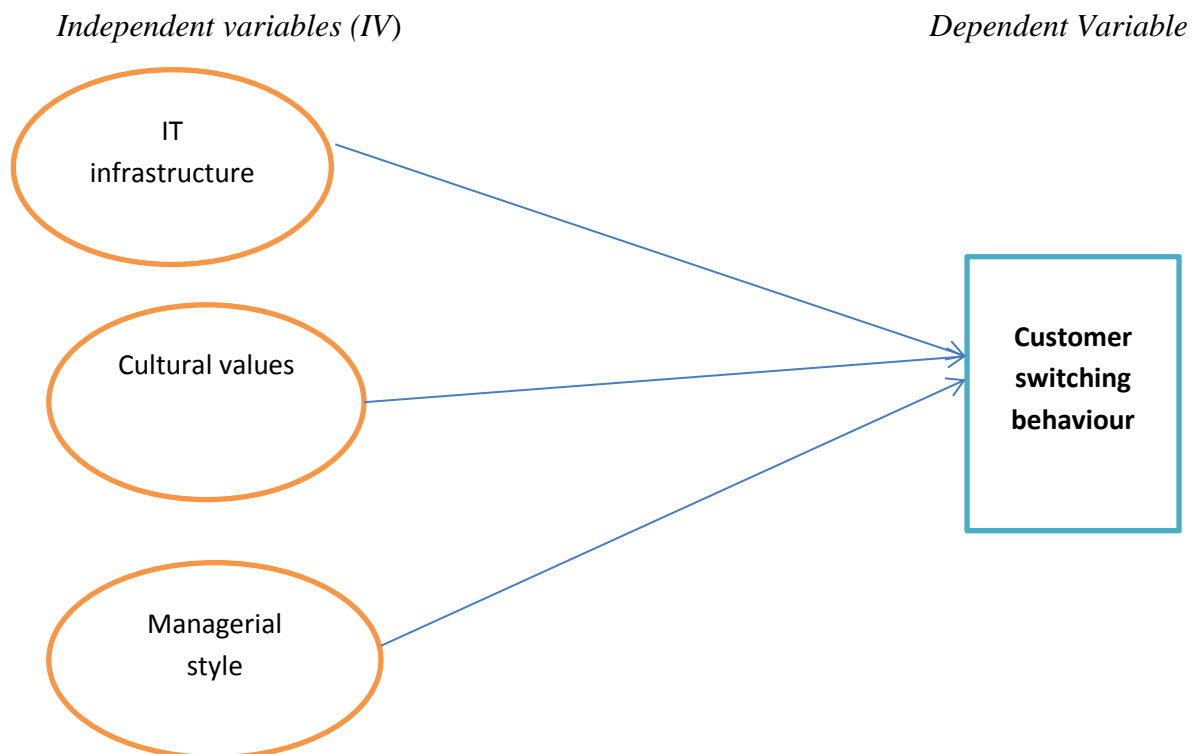 Independent variables (IV)
Dependent Variable
IT
infrastructure
Cultural values
Customer
switching
behaviour
Managerial
style